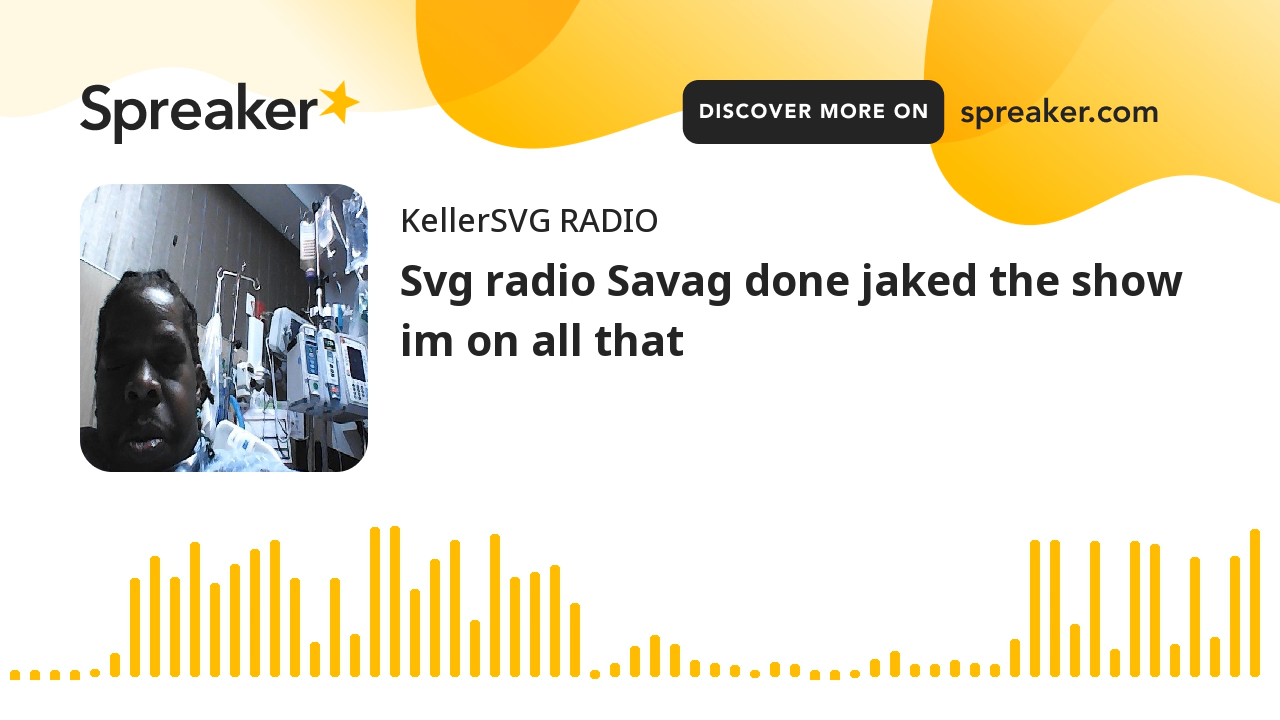 Spreaker
DISCOVER MORE ON
spreaker.com
KellerSVG RADIO
Svg radio Savag done jaked the show
im on all that